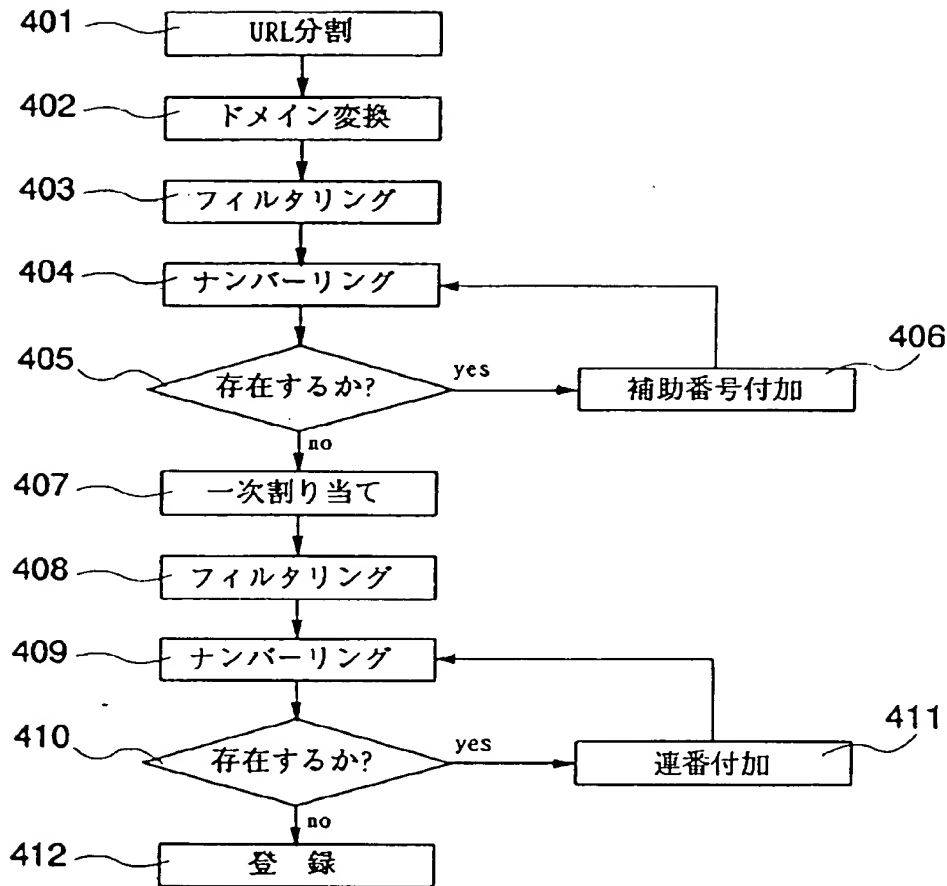 401
URL分割
402
ドメイン変換
403
フィルタリング
404
ナンバーリング
405
存在するか?
yes
406
補助番号付加
no
407
一次割り当て
408
フィルタリング
409
ナンバーリング
410
存在するか?
yes
411
連番付加
no
412
登 録